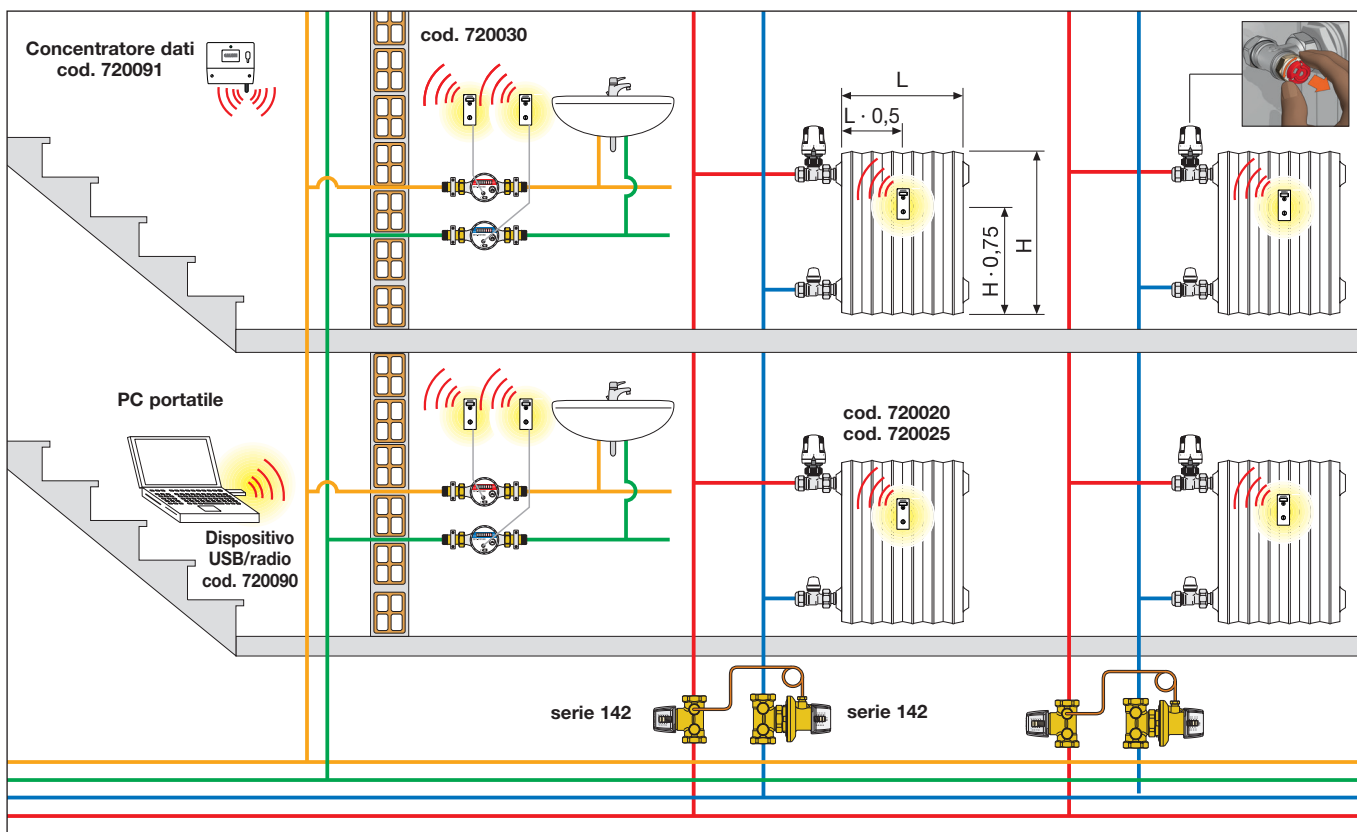 Concentratore dati
cod. 720091
cod. 720030
L
L · 0,5
H · 0,75
H
PC portatile
Dispositivo
USB/radio
cod. 720090
cod. 720020
cod. 720025
serie 142
serie 142